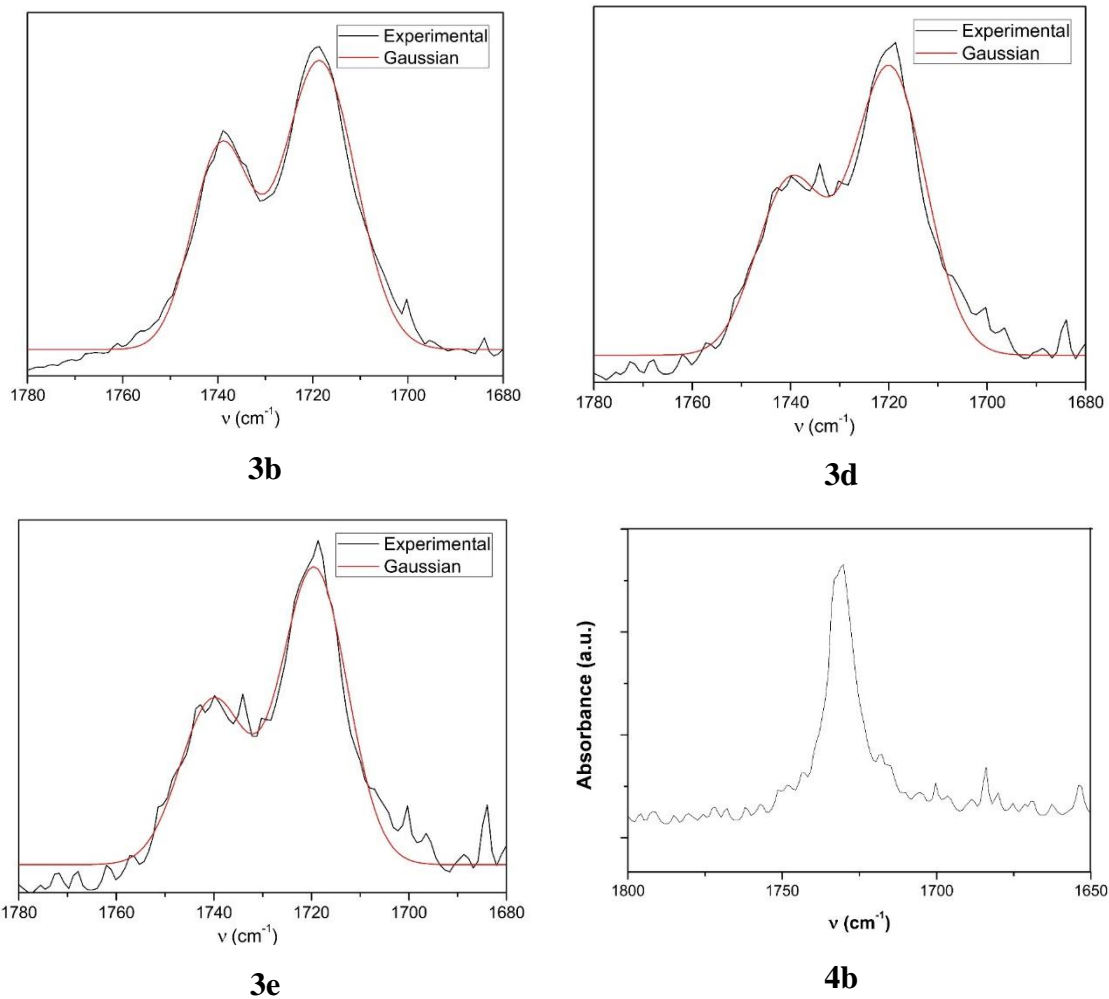 Experimental
Gaussian
1780 1760 1740 1720 1700 1680
ν (cm⁻¹)
3b
Experimental
Gaussian
1780 1760 1740 1720 1700 1680
ν (cm⁻¹)
3d
Experimental
Gaussian
1780 1760 1740 1720 1700 1680
ν (cm⁻¹)
3e
Absorbance (a.u.)
1800 1750 1700 1650
ν (cm⁻¹)
4b